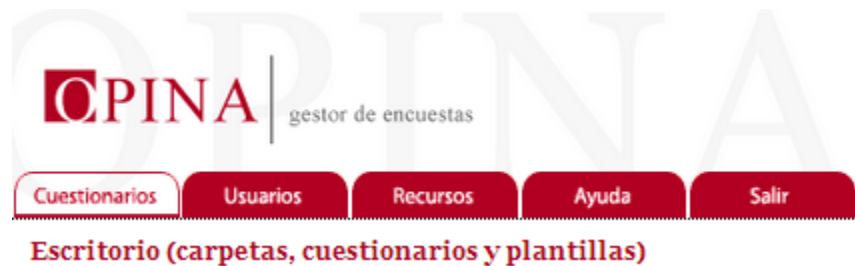 OPINA
OPINA gestor de encuestas
Cuestionarios Usuarios Recursos Ayuda Salir
Escritorio (carpetas, cuestionarios y plantillas)